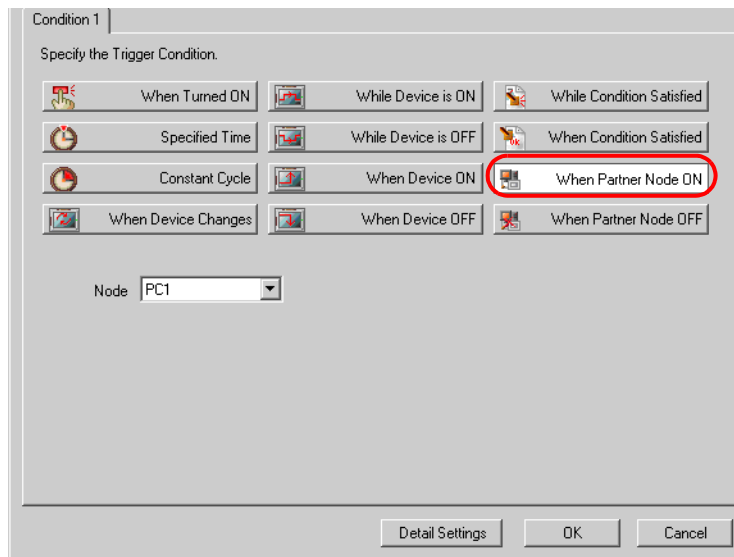 Condition 1
Specify the Trigger Condition.
When Turned ON While Device is ON While Condition Satisfied
Specified Time While Device is OFF When Condition Satisfied
Constant Cycle When Device ON When Partner Node ON
When Device Changes When Device OFF When Partner Node OFF
Node PC1
Detail Settings OK Cancel